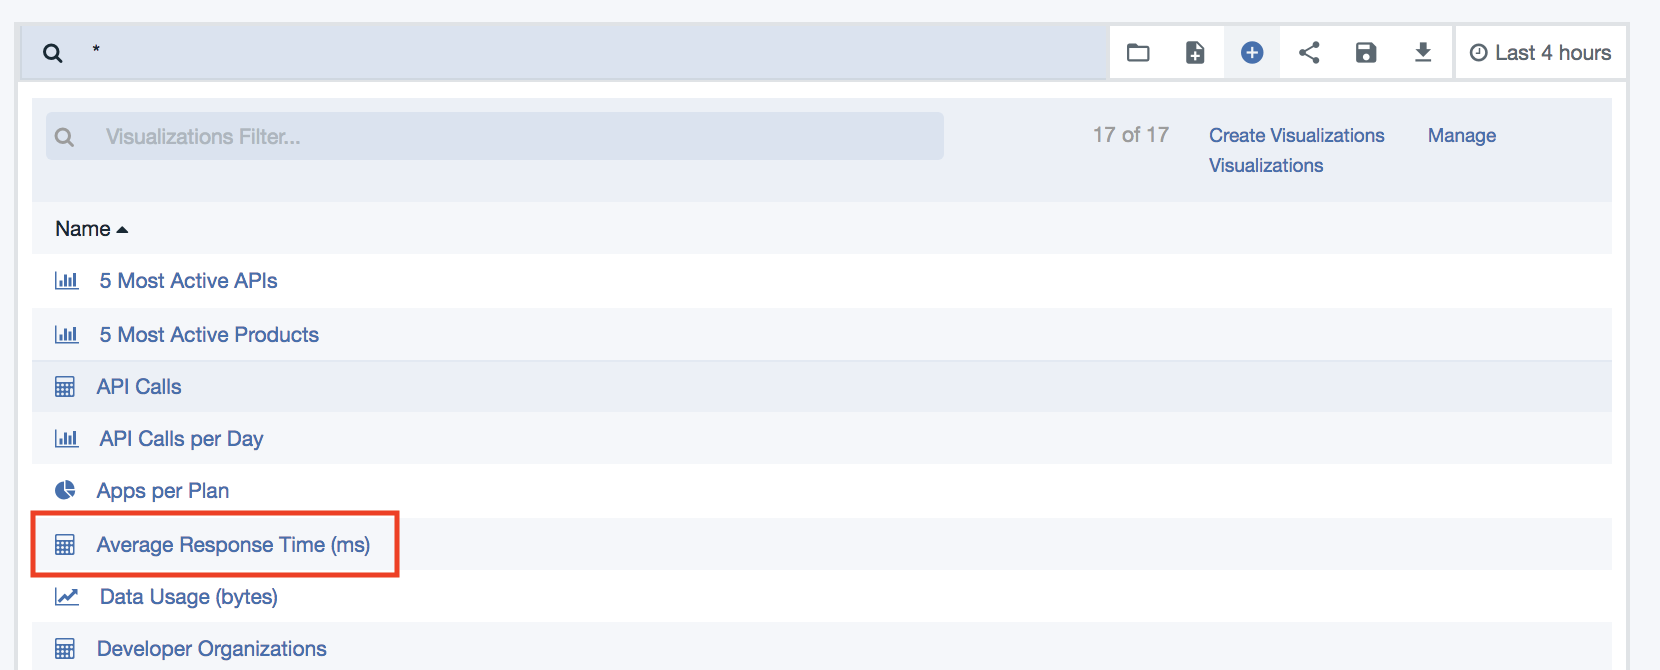 *
Last 4 hours
Visualizations Filter...
17 of 17
Create Visualizations
Manage
Visualizations
Name
5 Most Active APIs
5 Most Active Products
API Calls
API Calls per Day
Apps per Plan
Average Response Time (ms)
Data Usage (bytes)
Developer Organizations